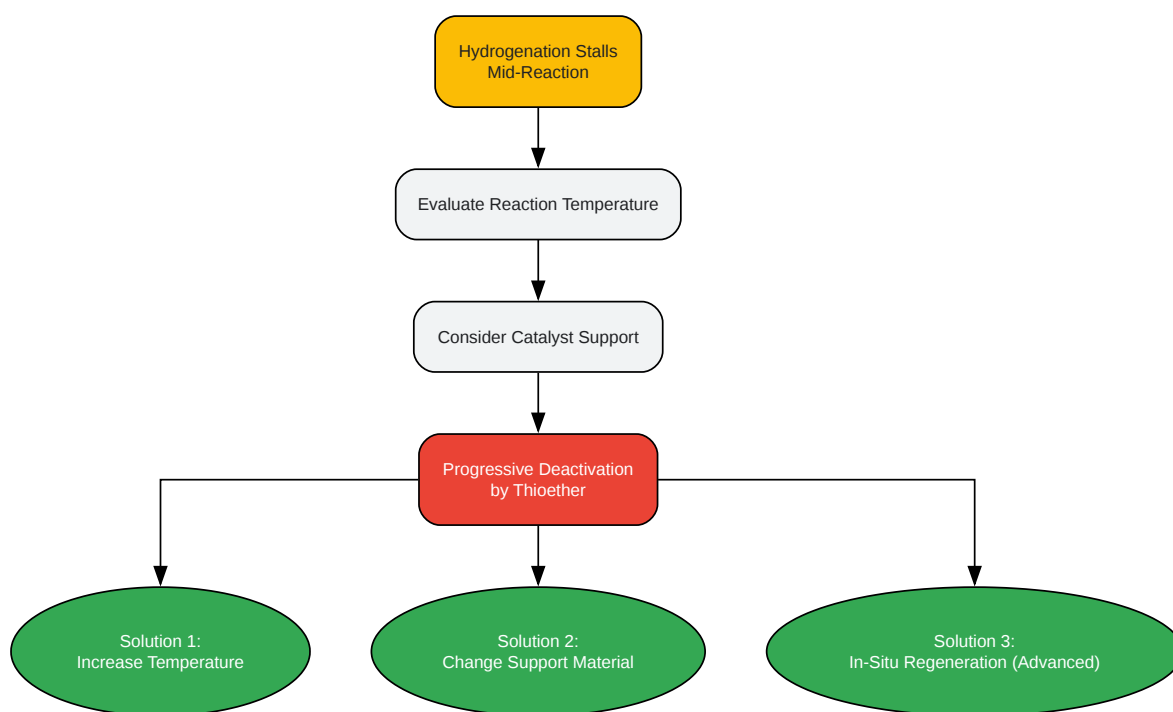 Hydrogenation Stalls
Mid-Reaction
Evaluate Reaction Temperature
Consider Catalyst Support
Progressive Deactivation
by Thioether
Solution 1:
Increase Temperature
Solution 2:
Change Support Material
Solution 3:
In-Situ Regeneration (Advanced)